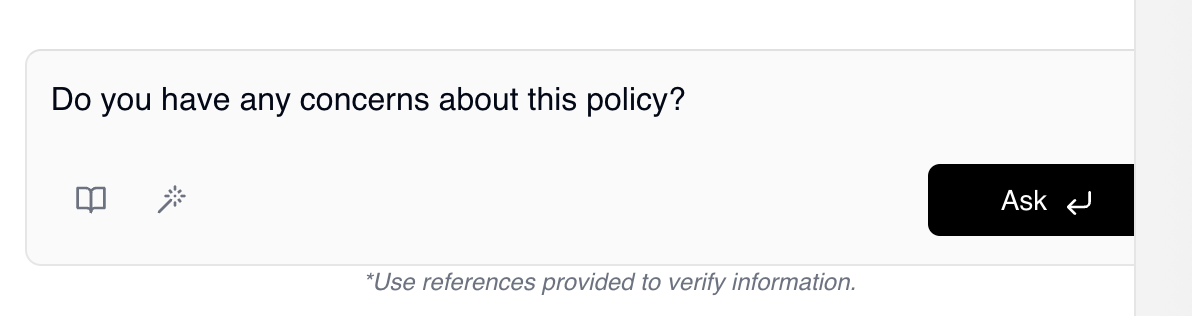 Do you have any concerns about this policy?
Ask
*Use references provided to verify information.